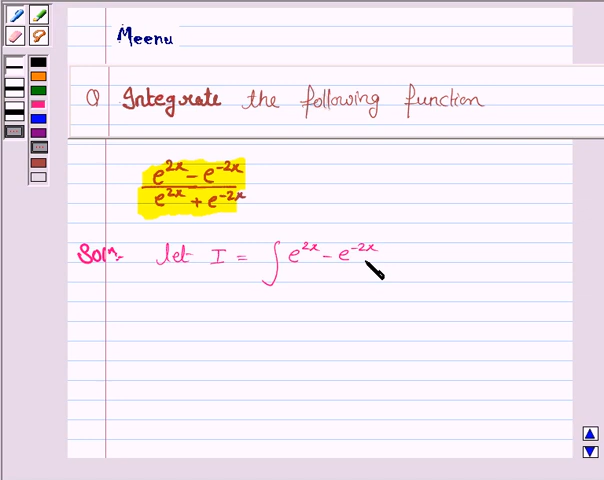 Meenu
Q Integrate the following function
e^{2x} - e^{-2x}
e^{2x} + e^{-2x}
Soln. let I = ∫ e^{2x} - e^{-2x}